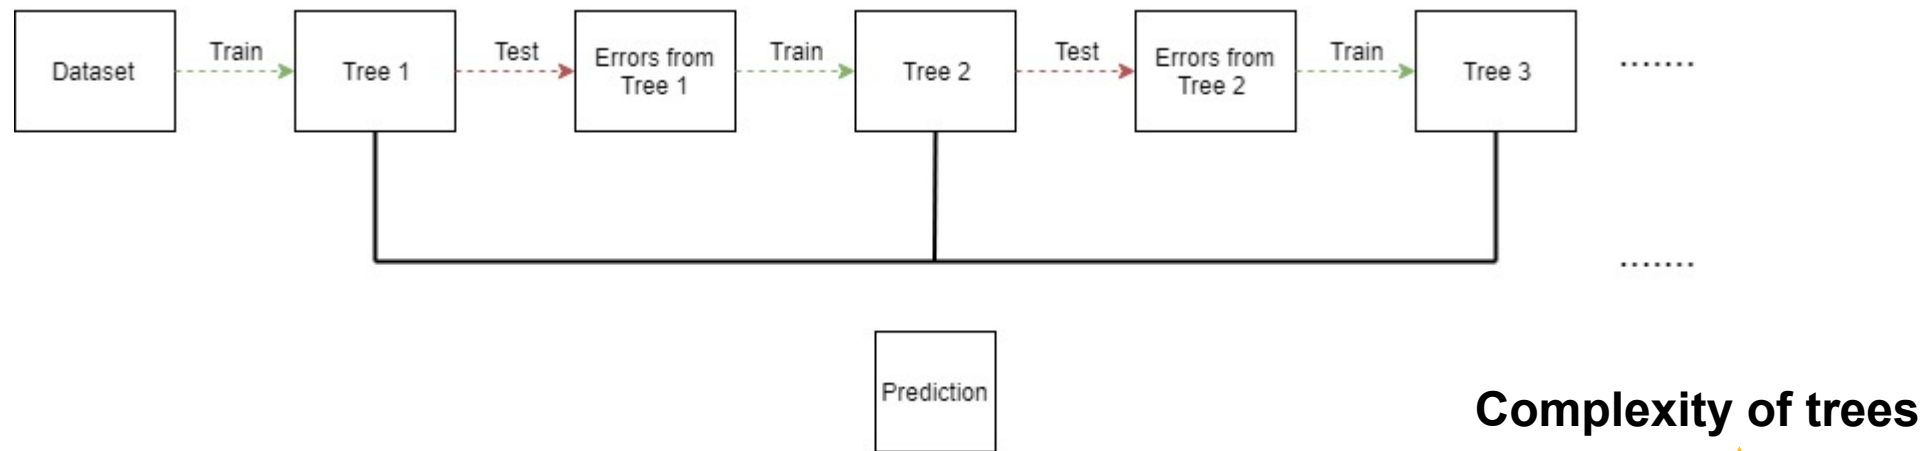 Dataset
Train
Tree 1
Test
Errors from
Tree 1
Train
Tree 2
Test
Errors from
Tree 2
Train
Tree 3
.......
.......
Prediction
Complexity of trees